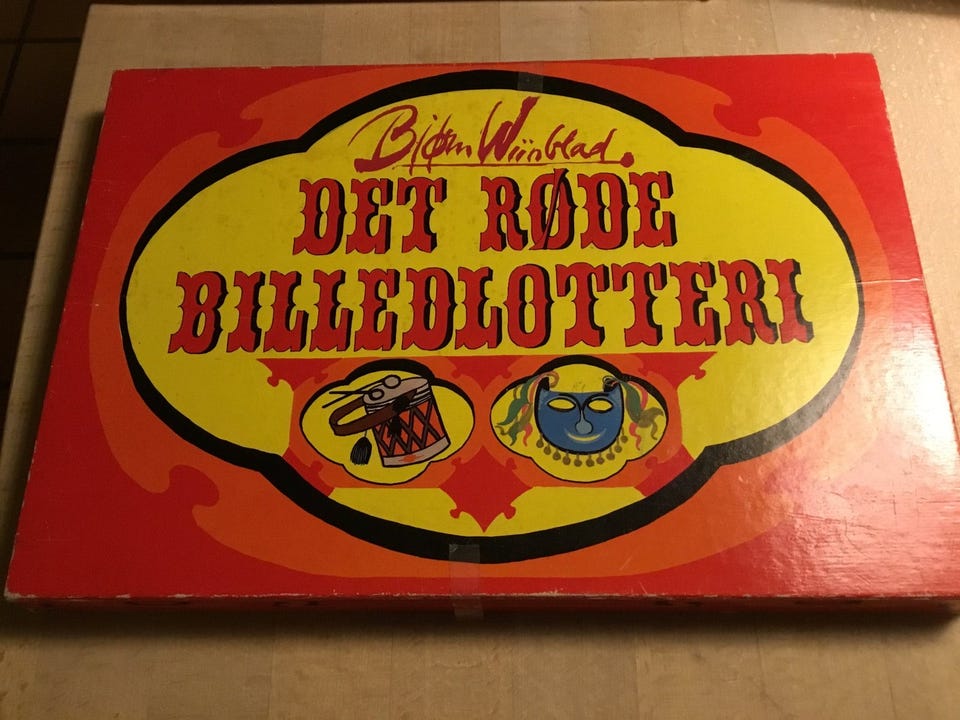 Bjørn Wiinblad.
DET RØDE
BILLEDLOTTERI